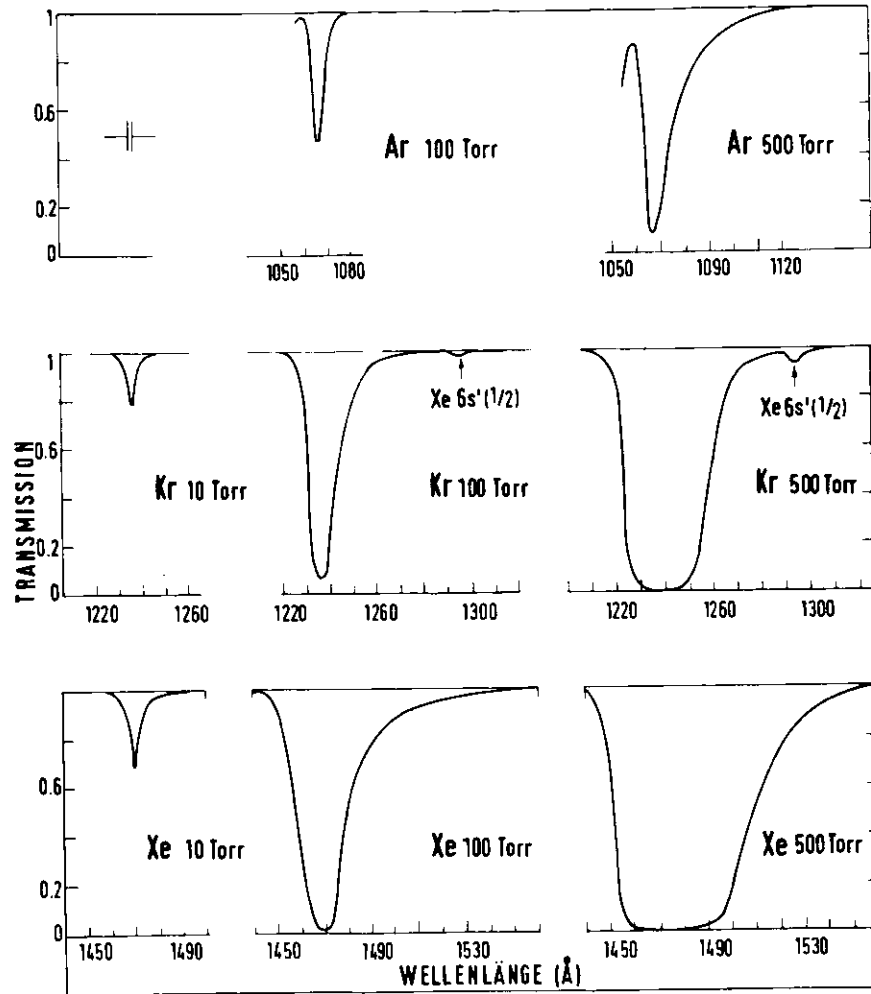 1
0.6
0.2
0
Ar 100 Torr
Ar 500 Torr
1050 1080
1050 1090 1120
1
0.6
0.2
0
Xe 6s'(1/2)
Xe 6s'(1/2)
Kr 10 Torr
Kr 100 Torr
Kr 500 Torr
1220 1260
1220 1260 1300
1220 1260 1300
TRANSMISSION
0.6
0.2
0
Xe 10 Torr
Xe 100 Torr
Xe 500 Torr
1450 1490
1450 1490 1530
1450 1490 1530
WELLENLÄNGE (Å)